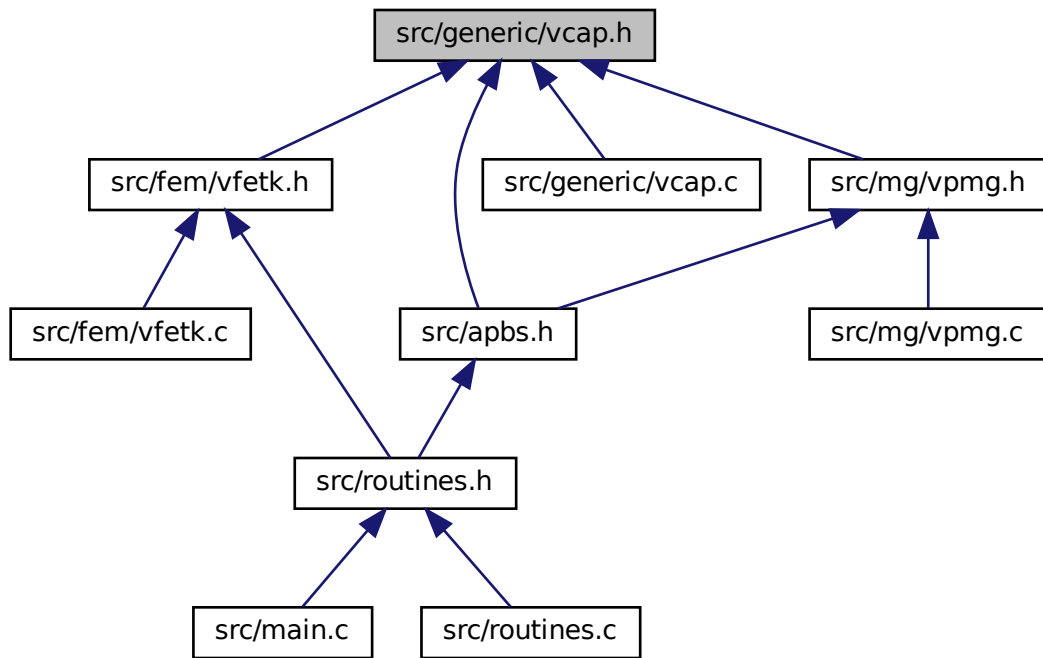 src/generic/vcap.h
src/fem/vfetk.h
src/generic/vcap.c
src/mg/vpmg.h
src/fem/vfetk.c
src/apbs.h
src/mg/vpmg.c
src/routines.h
src/main.c
src/routines.c